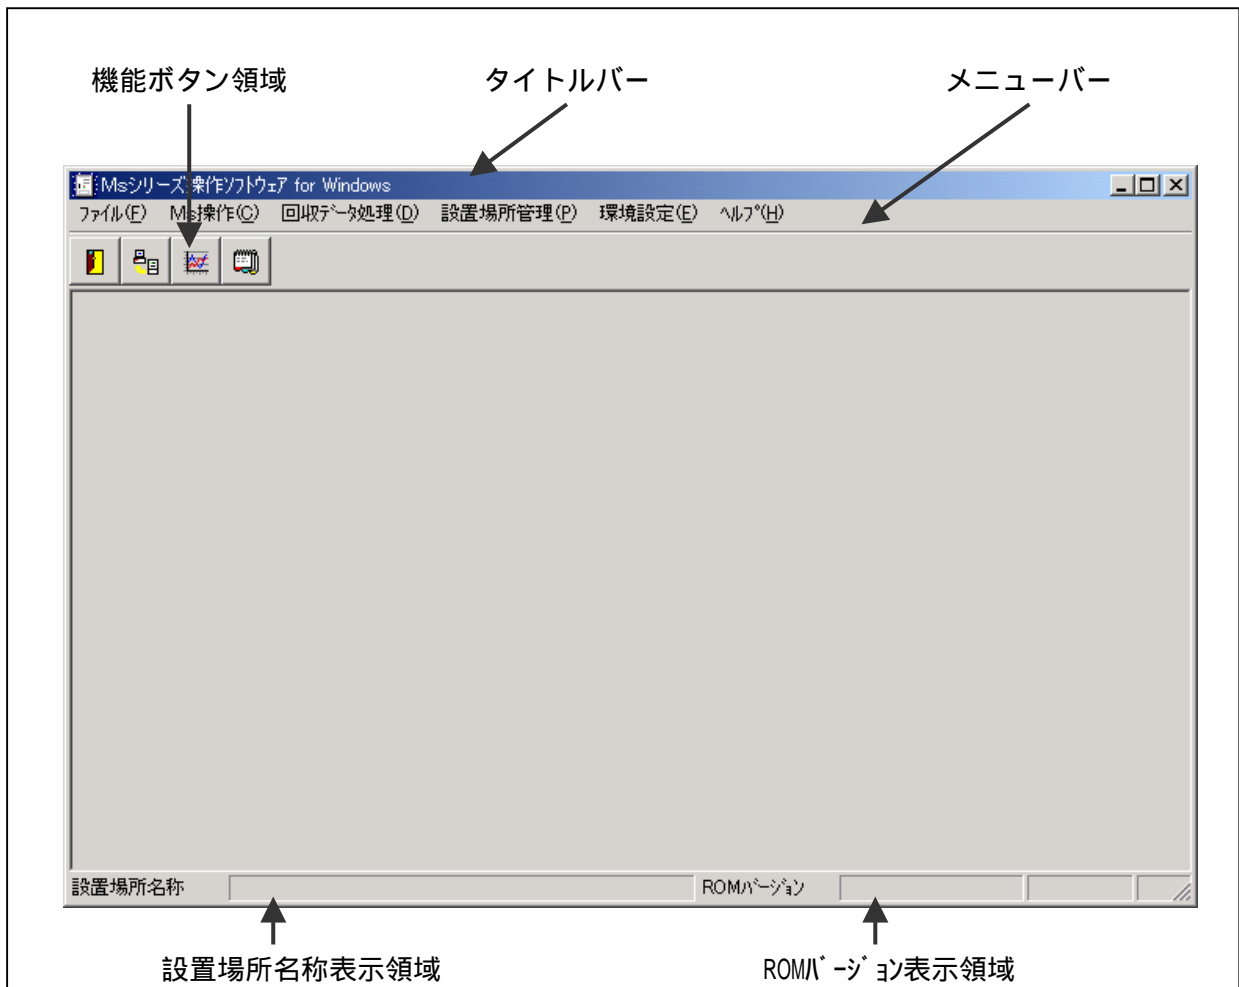 機能ボタン領域 タイトルバー メニューバー
Msシリーズ操作ソフトウェア for Windows
ファイル(F) Ms操作(C) 回収ﾃﾞｰﾀ処理(D) 設置場所管理(P) 環境設定(E) ﾍﾙﾌﾟ(H)
設置場所名称 ROMﾊﾞｰｼﾞｮﾝ
設置場所名称表示領域 ROMﾊﾞｰｼﾞｮﾝ表示領域